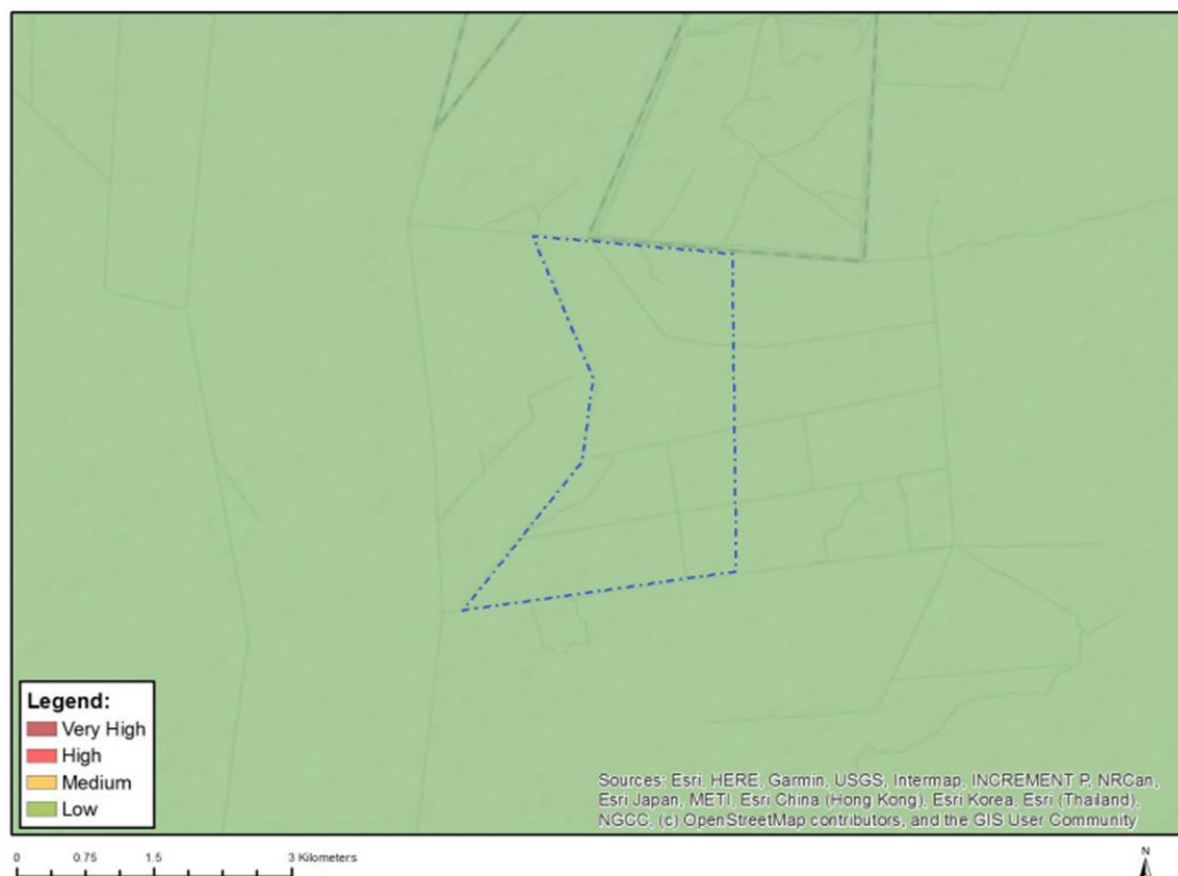 Legend:
Very High
High
Medium
Low
Sources: Esri, HERE, Garmin, USGS, Intermap, INCREMENT P, NRCan,
Esri Japan, METI, Esri China (Hong Kong), Esri Korea, Esri (Thailand),
NGCC, (c) OpenStreetMap contributors, and the GIS User Community
0 0.75 1.5 3 Kilometers
N